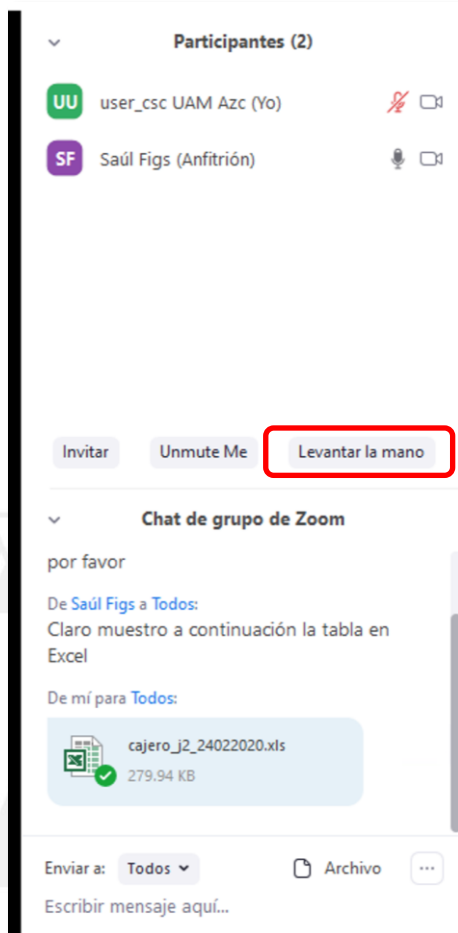 Participantes (2)
UU user_csc UAM Azc (Yo)
SF Saúl Figs (Anfitrión)
Invitar Unmute Me Levantar la mano
Chat de grupo de Zoom
por favor
De Saúl Figs a Todos:
Claro muestro a continuación la tabla en
Excel
De mí para Todos:
cajero_j2_24022020.xls
279.94 KB
Enviar a: Todos Archivo ...
Escribir mensaje aquí...